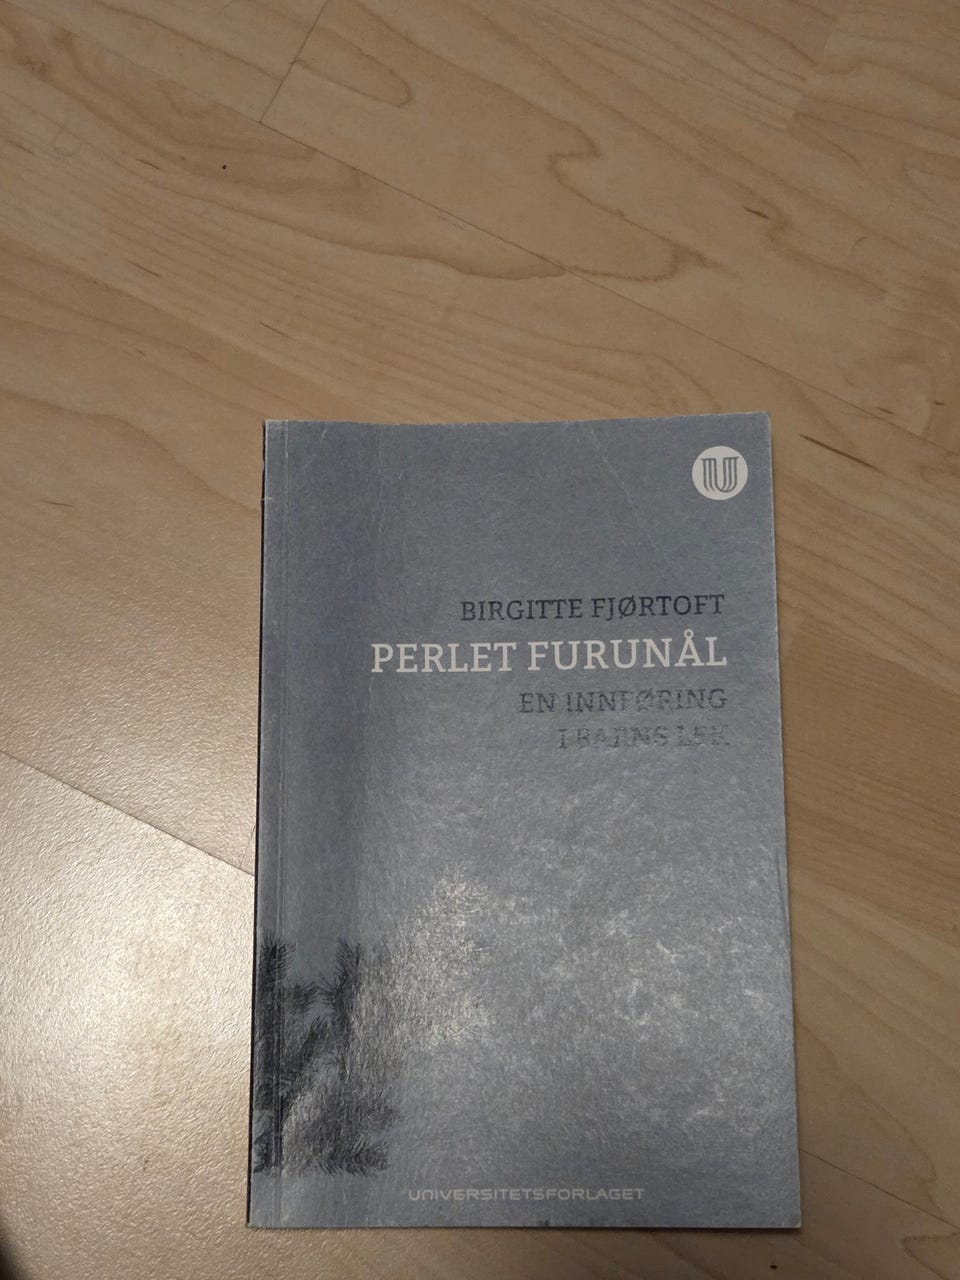 U
BIRGITTE FJØRTOFT
PERLET FURUNÅL
EN INNFØRING
I BARNS LEK
UNIVERSITETSFORLAGET